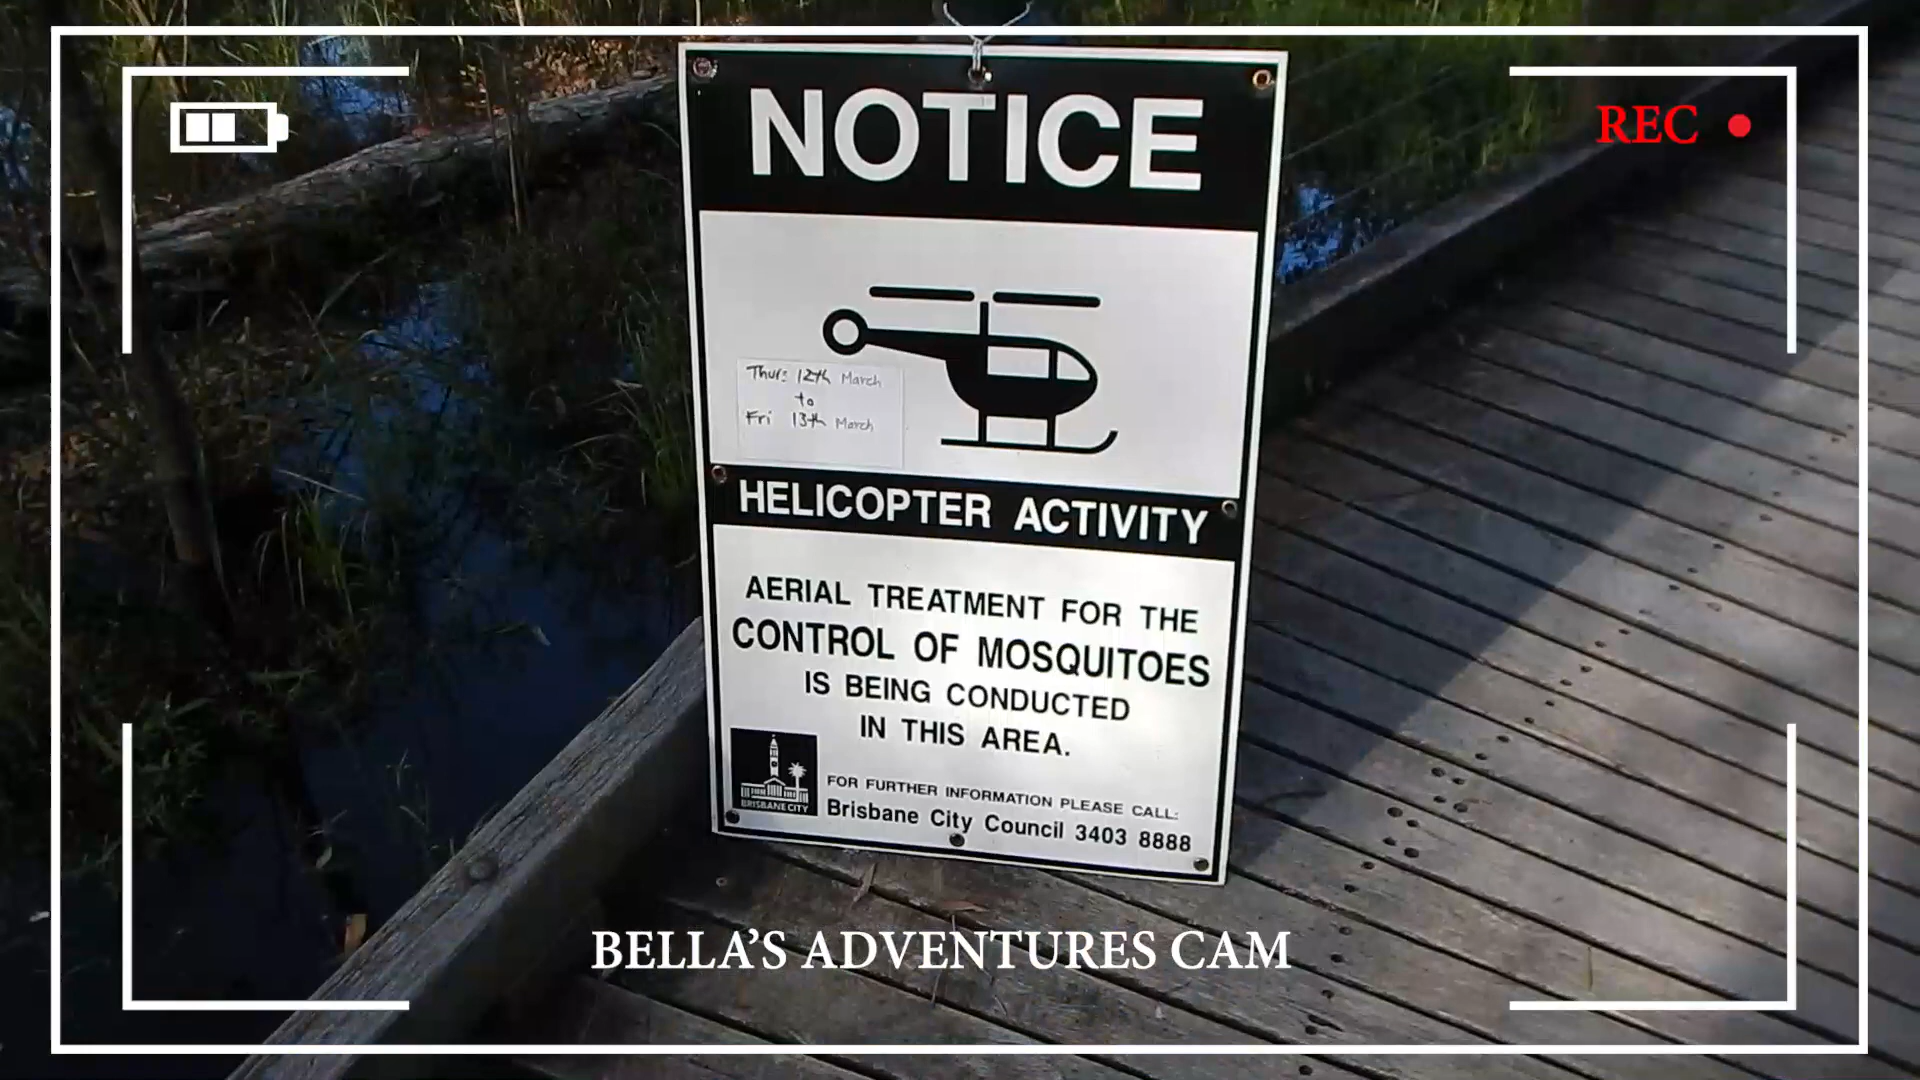 REC
NOTICE
Thurs 12th March
to
Fri 13th March
HELICOPTER ACTIVITY
AERIAL TREATMENT FOR THE
CONTROL OF MOSQUITOES
IS BEING CONDUCTED
IN THIS AREA.
BRISBANE CITY
FOR FURTHER INFORMATION PLEASE CALL:
Brisbane City Council 3403 8888
BELLA’S ADVENTURES CAM